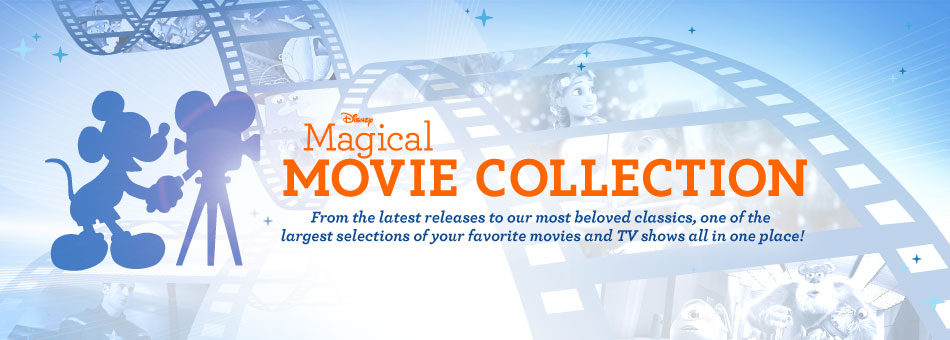 Disney
Magical
MOVIE COLLECTION
From the latest releases to our most beloved classics, one of the
largest selections of your favorite movies and TV shows all in one place!